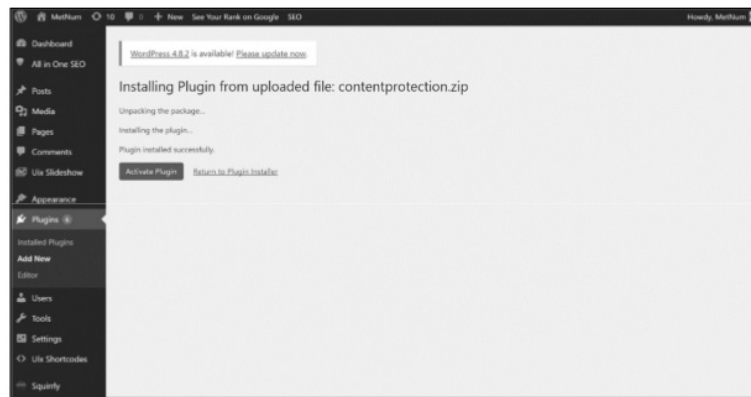 MetNum 10 0 + New See Your Rank on Google SEO
Howdy, MetNum
Dashboard
All in One SEO
Posts
Media
Pages
Comments
Uix Slideshow
Appearance
Plugins 6
Installed Plugins
Add New
Editor
Users
Tools
Settings
Uix Shortcodes
Squirrly
WordPress 4.8.2 is available! Please update now.
Installing Plugin from uploaded file: contentprotection.zip
Unpacking the package...
Installing the plugin...
Plugin installed successfully.
Activate Plugin Return to Plugin Installer